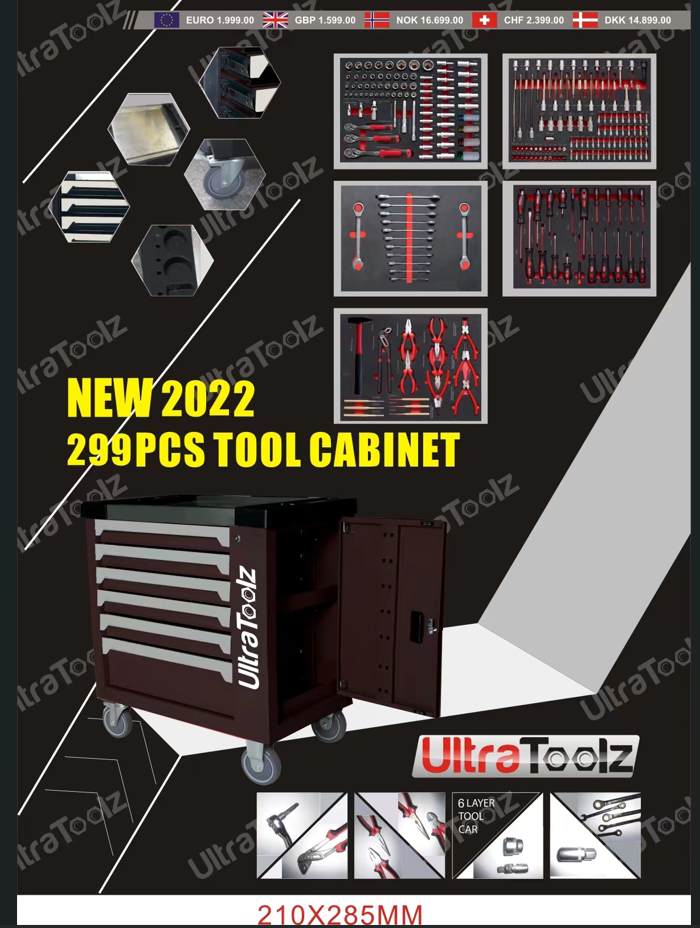 EURO 1.999.00 GBP 1.599.00 NOK 16.699.00 CHF 2.399.00 DKK 14.899.00
NEW 2022
299PCS TOOL CABINET
UltraToolz
UltraToolz
6 LAYER
TOOL
CAR
210X285MM